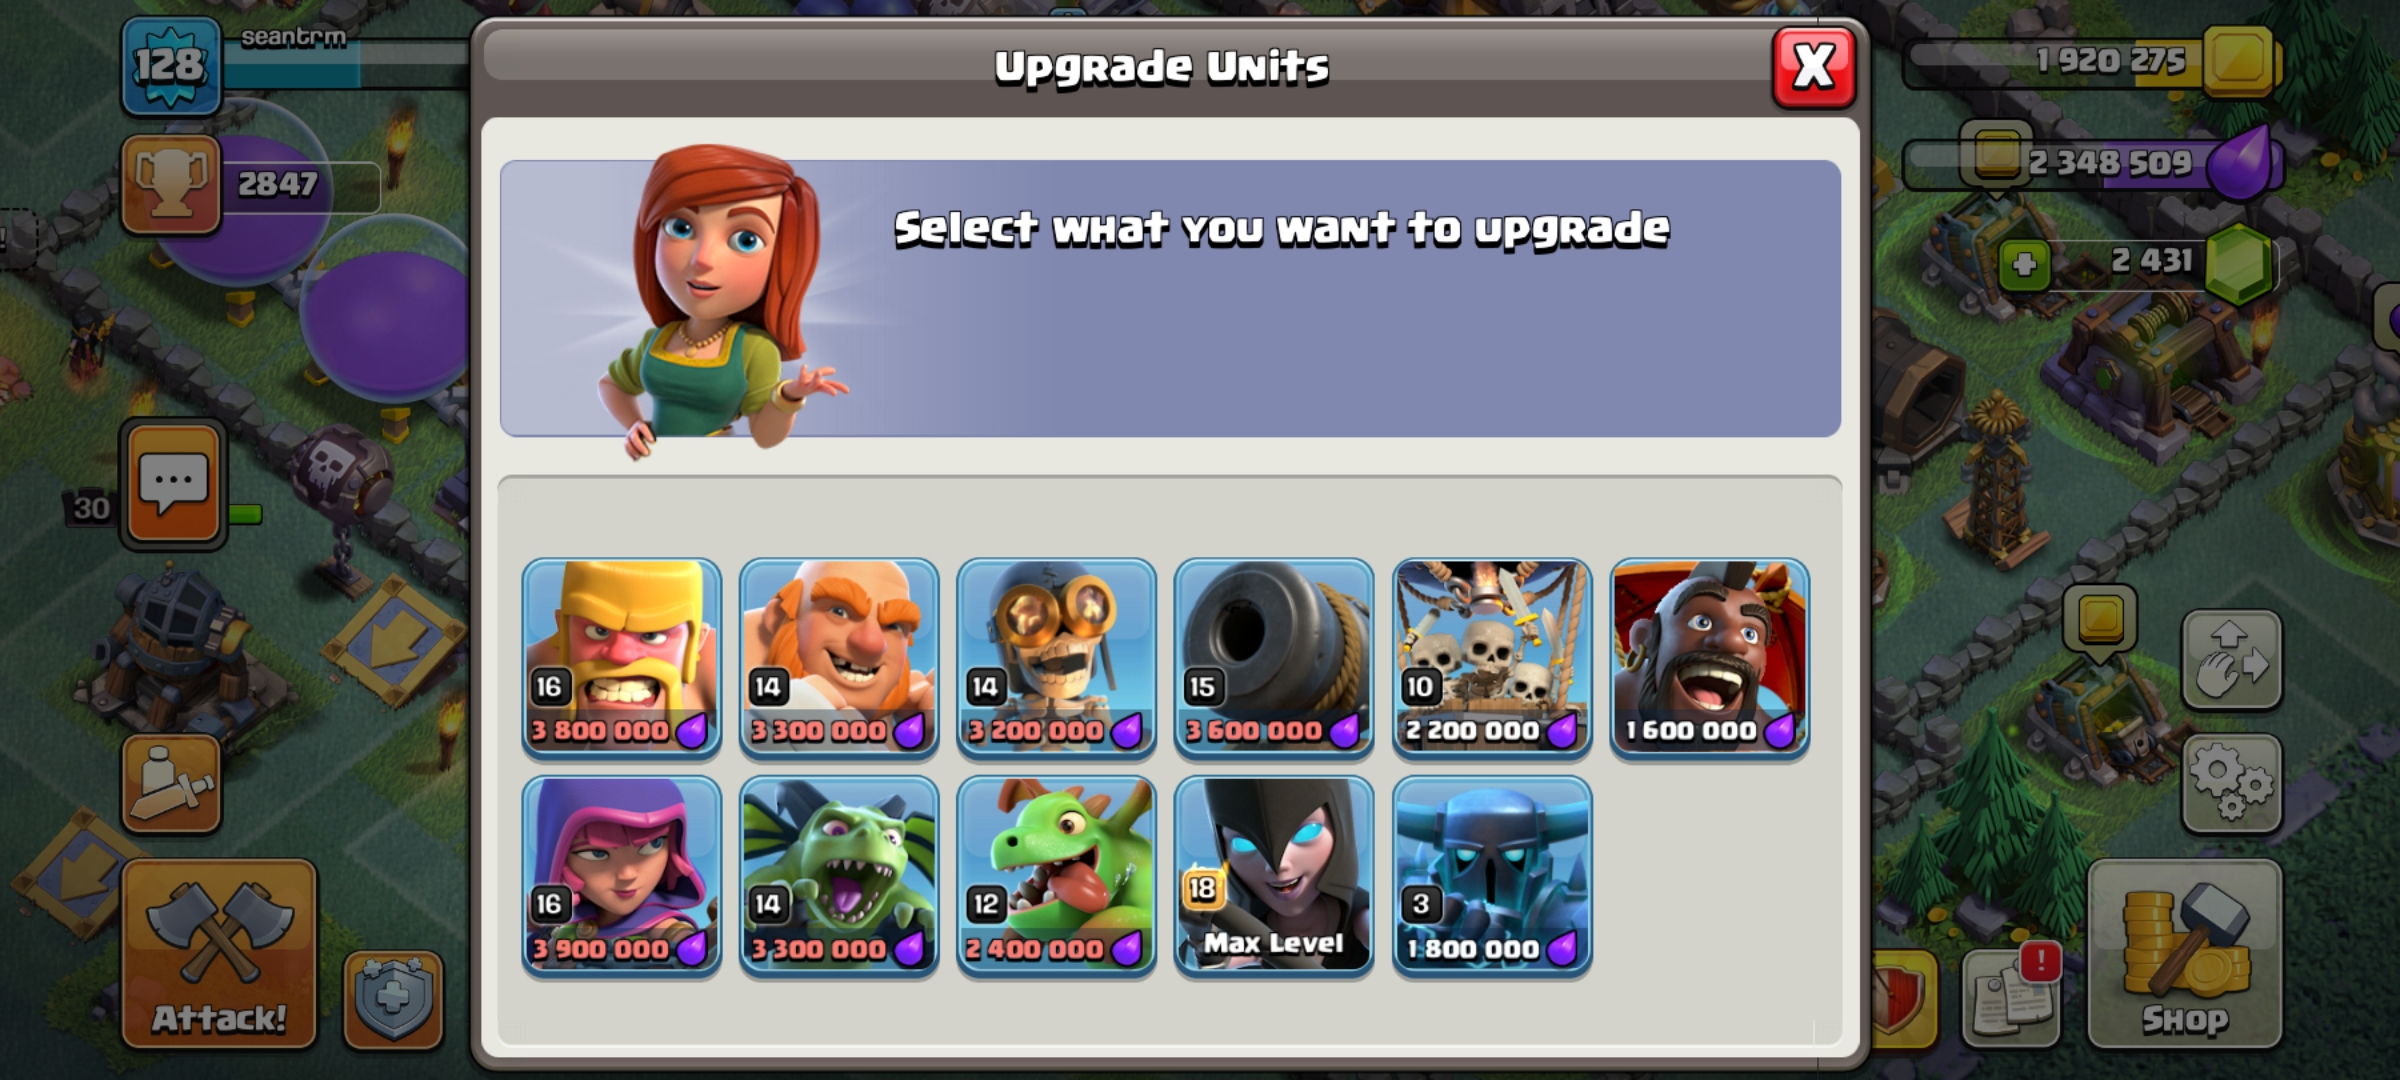 128
seantrm
Upgrade Units
X
1 920 275
2847
2 348 509
Select what you want to upgrade
2 431
30
16
3 800 000
14
3 300 000
14
3 200 000
15
3 600 000
10
2 200 000
1 600 000
16
3 900 000
14
3 300 000
12
2 400 000
18
Max Level
3
1 800 000
Attack!
!
Shop